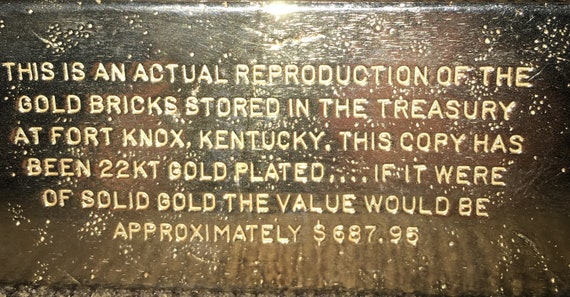 THIS IS AN ACTUAL REPRODUCTION OF THE
GOLD BRICKS STORED IN THE TREASURY
AT FORT KNOX, KENTUCKY. THIS COPY HAS
BEEN 22KT GOLD PLATED.... IF IT WERE
OF SOLID GOLD THE VALUE WOULD BE
APPROXIMATELY $687.95